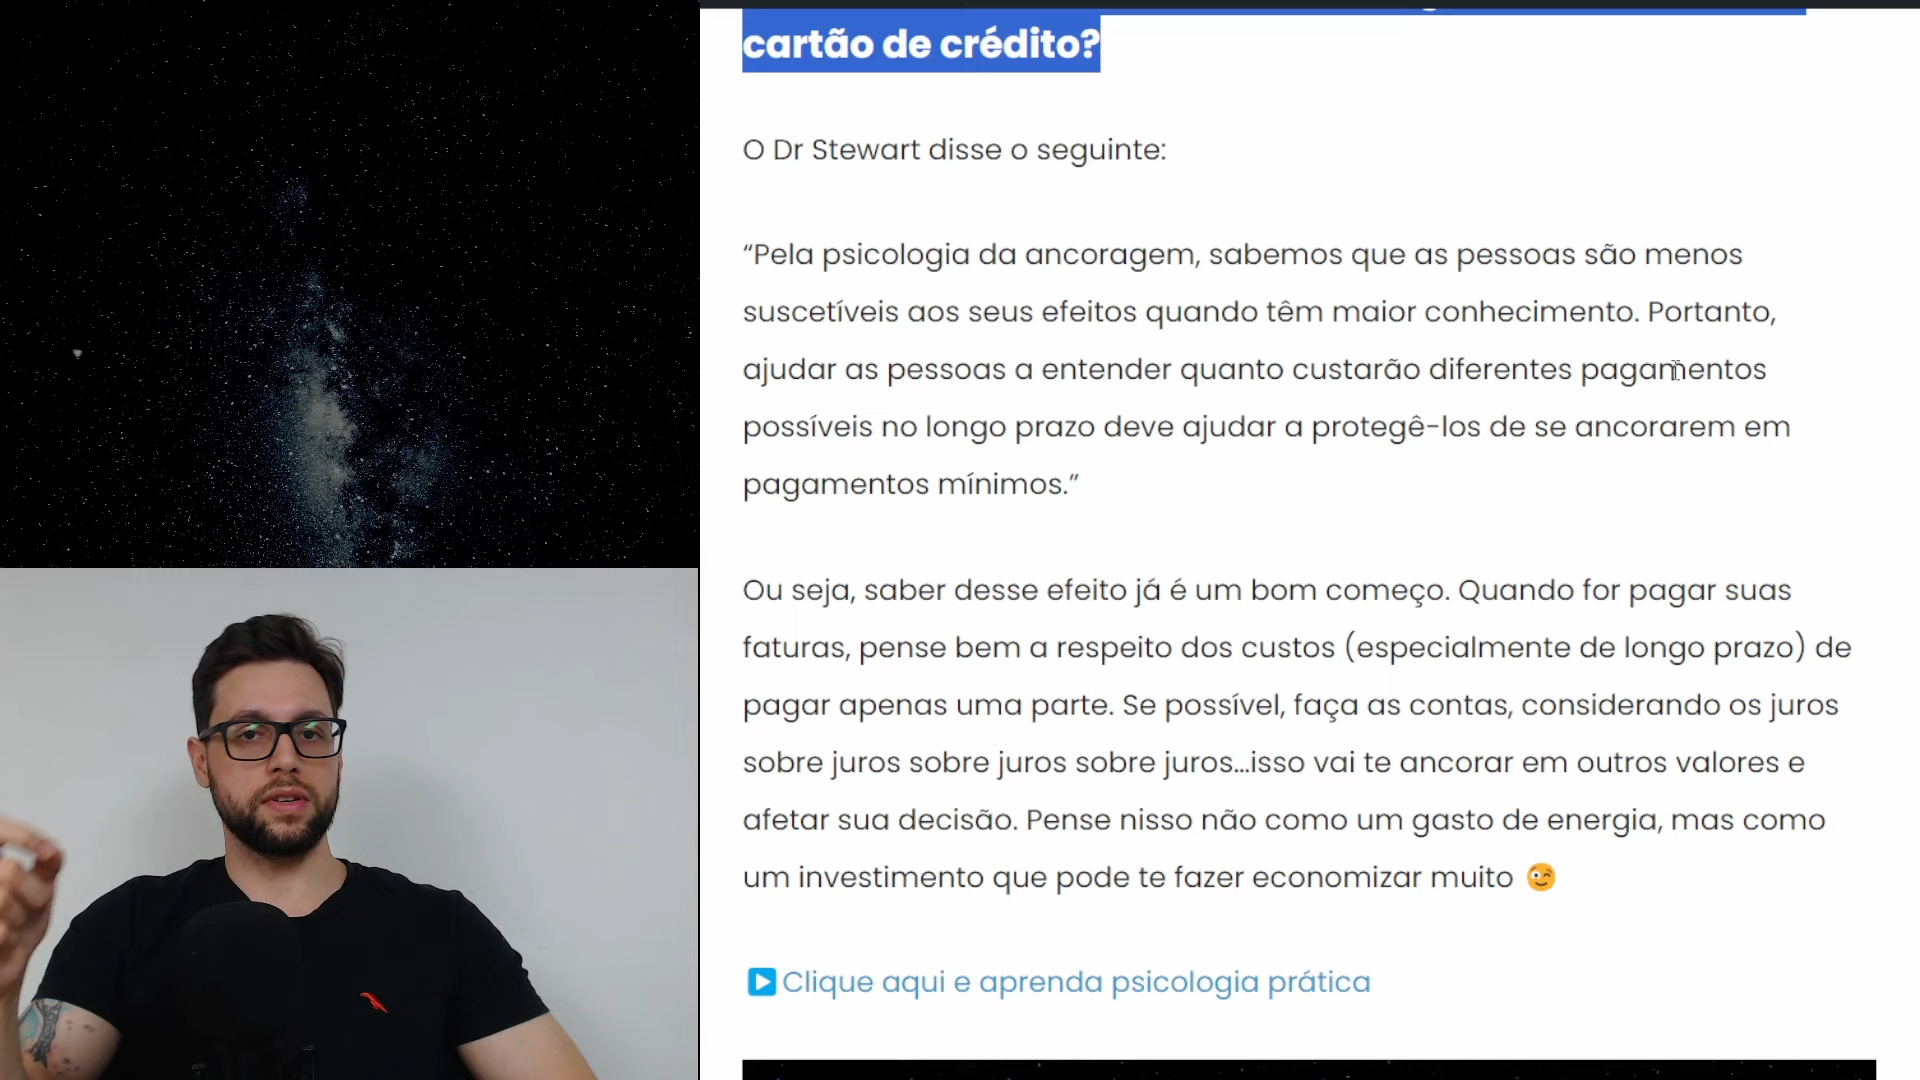 cartão de crédito?
O Dr Stewart disse o seguinte:
“Pela psicologia da ancoragem, sabemos que as pessoas são menos
suscetíveis aos seus efeitos quando têm maior conhecimento. Portanto,
ajudar as pessoas a entender quanto custarão diferentes pagamentos
possíveis no longo prazo deve ajudar a protegê-los de se ancorarem em
pagamentos mínimos.”
Ou seja, saber desse efeito já é um bom começo. Quando for pagar suas
faturas, pense bem a respeito dos custos (especialmente de longo prazo) de
pagar apenas uma parte. Se possível, faça as contas, considerando os juros
sobre juros sobre juros sobre juros...isso vai te ancorar em outros valores e
afetar sua decisão. Pense nisso não como um gasto de energia, mas como
um investimento que pode te fazer economizar muito 😉
▶️Clique aqui e aprenda psicologia prática